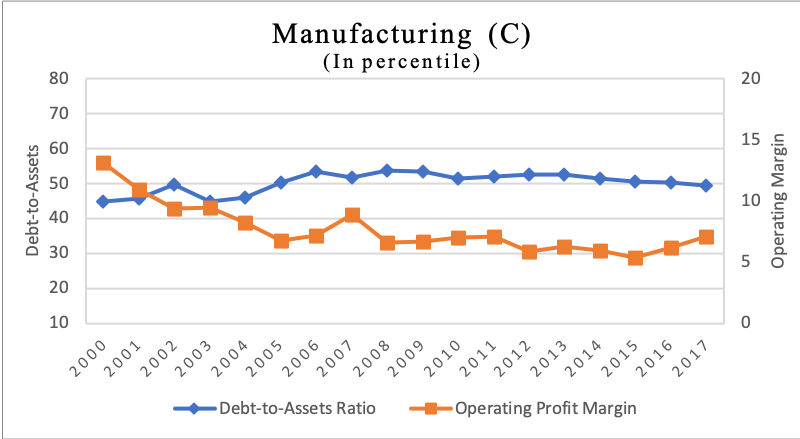 Manufacturing (C)
(In percentile)
80
70
60
50
40
30
20
10
Debt-to-Assets
20
15
10
5
0
Operating Margin
2000 2001 2002 2003 2004 2005 2006 2007 2008 2009 2010 2011 2012 2013 2014 2015 2016 2017
Debt-to-Assets Ratio Operating Profit Margin